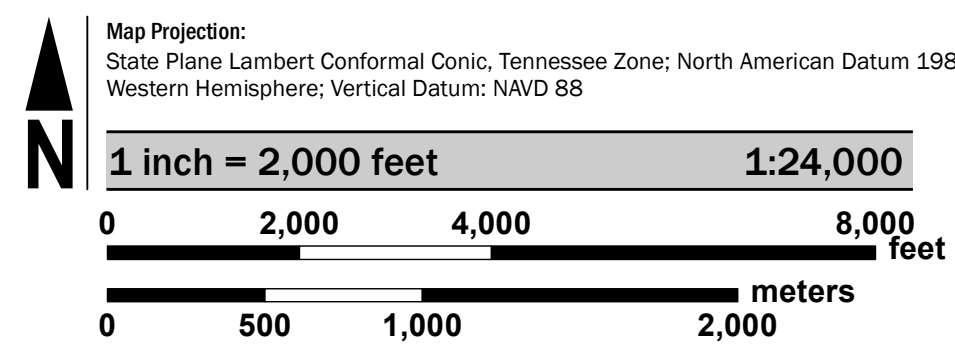 Map Projection:
State Plane Lambert Conformal Conic, Tennessee Zone; North American Datum 198
Western Hemisphere; Vertical Datum: NAVD 88
N
1 inch = 2,000 feet 1:24,000
0 2,000 4,000 8,000
feet
meters
0 500 1,000 2,000